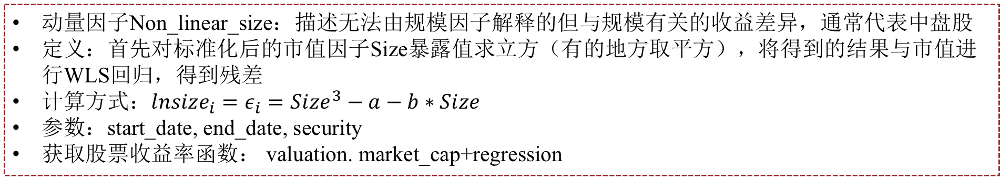 • 动量因子Non_linear_size：描述无法由规模因子解释的但与规模有关的收益差异，通常代表中盘股
• 定义：首先对标准化后的市值因子Size暴露值求立方（有的地方取平方），将得到的结果与市值进
行WLS回归，得到残差
• 计算方式：lnsizeᵢ = ϵᵢ = Size³ − a − b ∗ Size
• 参数：start_date, end_date, security
• 获取股票收益率函数： valuation. market_cap+regression